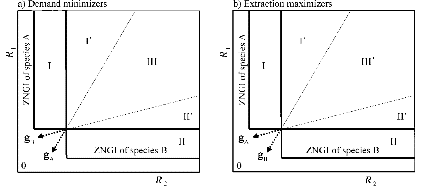 a) Demand minimizers
b) Extraction maximizers
R1
ZNGI of species A
I
I'
III
II'
II
ZNGI of species B
gB
gA
0
R2
R1
ZNGI of species A
I
I'
III'
II'
II
ZNGI of species B
gA
gB
0
R2